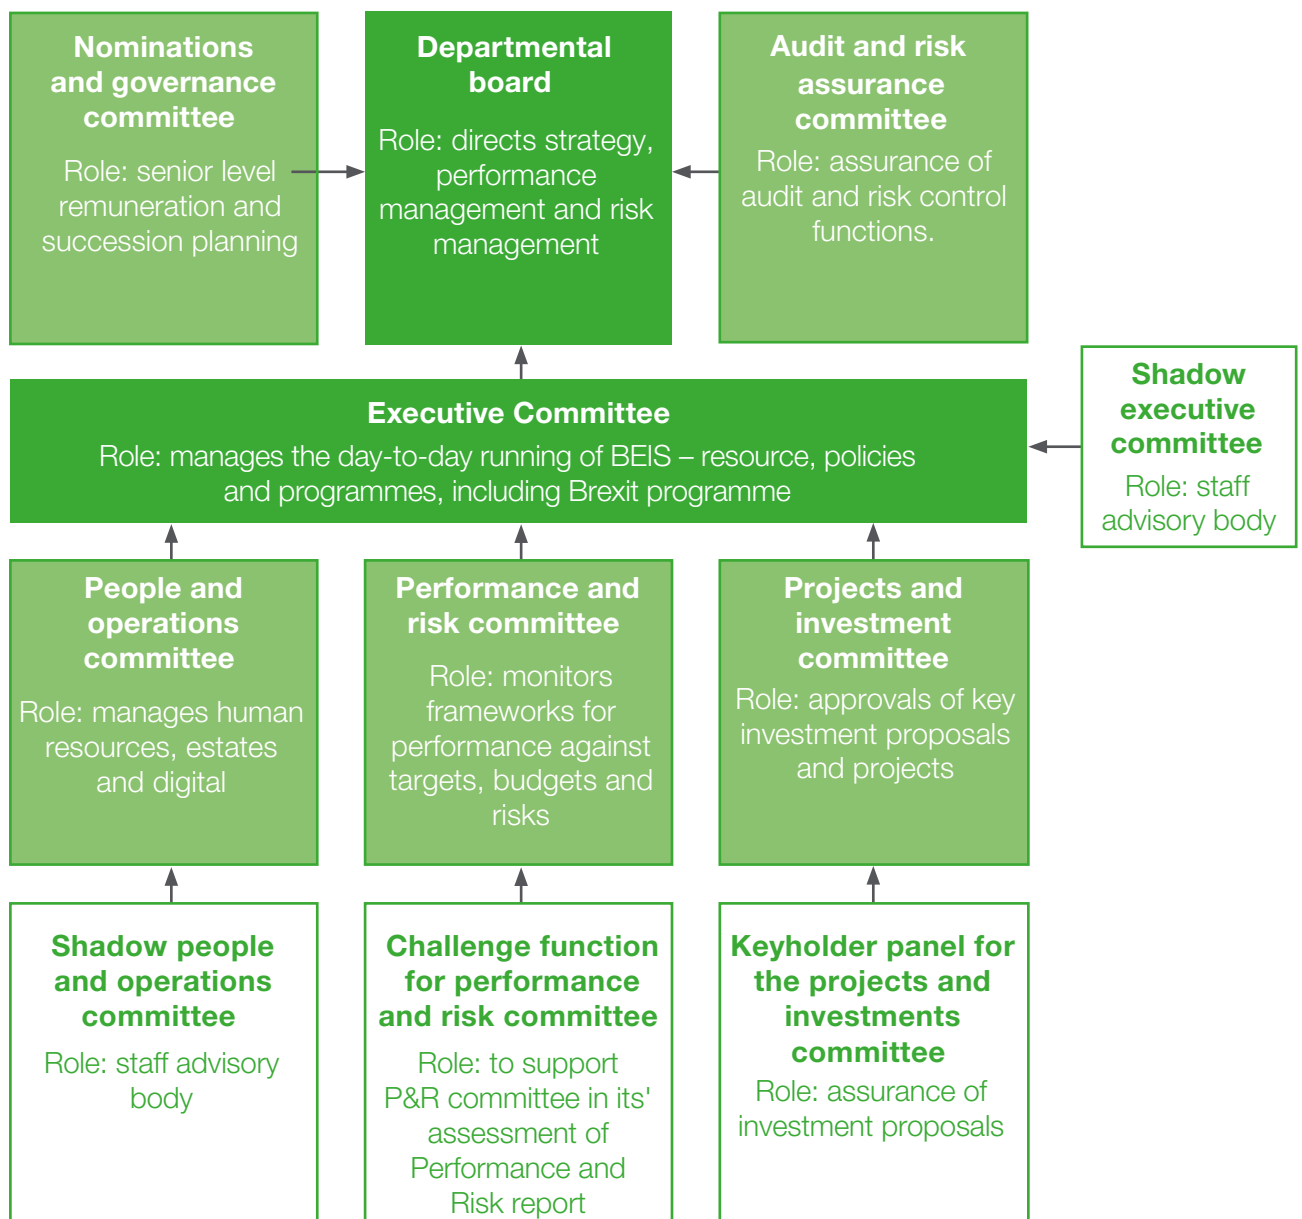 Nominations
and governance
committee
Role: senior level
remuneration and
succession planning
Departmental
board
Role: directs strategy,
performance
management and risk
management
Audit and risk
assurance
committee
Role: assurance of
audit and risk control
functions.
Executive Committee
Role: manages the day-to-day running of BEIS – resource, policies
and programmes, including Brexit programme
Shadow
executive
committee
Role: staff
advisory body
People and
operations
committee
Role: manages human
resources, estates
and digital
Performance and
risk committee
Role: monitors
frameworks for
performance against
targets, budgets and
risks
Projects and
investment
committee
Role: approvals of key
investment proposals
and projects
Shadow people
and operations
committee
Role: staff advisory
body
Challenge function
for performance
and risk committee
Role: to support
P&R committee in its'
assessment of
Performance and
Risk report
Keyholder panel for
the projects and
investments
committee
Role: assurance of
investment proposals